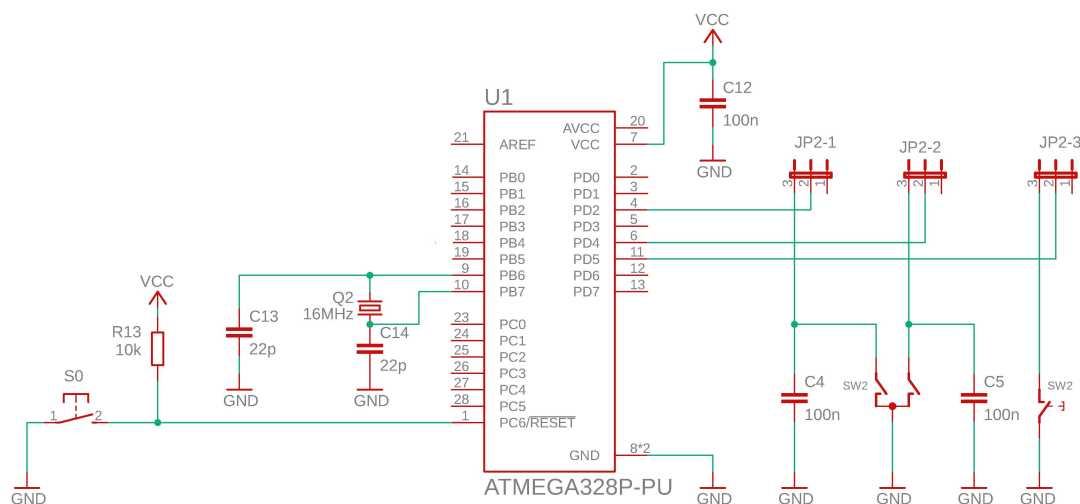 VCC
C12
100n
GND
U1
ATMEGA328P-PU
21 AREF
14 PB0
15 PB1
16 PB2
17 PB3
18 PB4
19 PB5
9 PB6
10 PB7
23 PC0
24 PC1
25 PC2
26 PC3
27 PC4
28 PC5
1 PC6/RESET
AVCC 20
VCC 7
PD0 2
PD1 3
PD2 4
PD3 5
PD4 6
PD5 11
PD6 12
PD7 13
GND 8*2
GND
VCC
R13
10k
S0
1 2
GND
C13
22p
GND
Q2
16MHz
C14
22p
GND
JP2-1
3 2 1
JP2-2
3 2 1
JP2-3
3 2 1
C4
100n
GND
SW2
GND
C5
100n
GND
SW2
GND